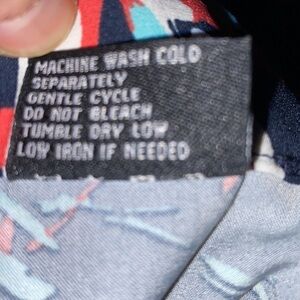 MACHINE WASH COLD
SEPARATELY
GENTLE CYCLE
DO NOT BLEACH
TUMBLE DRY LOW
LOW IRON IF NEEDED